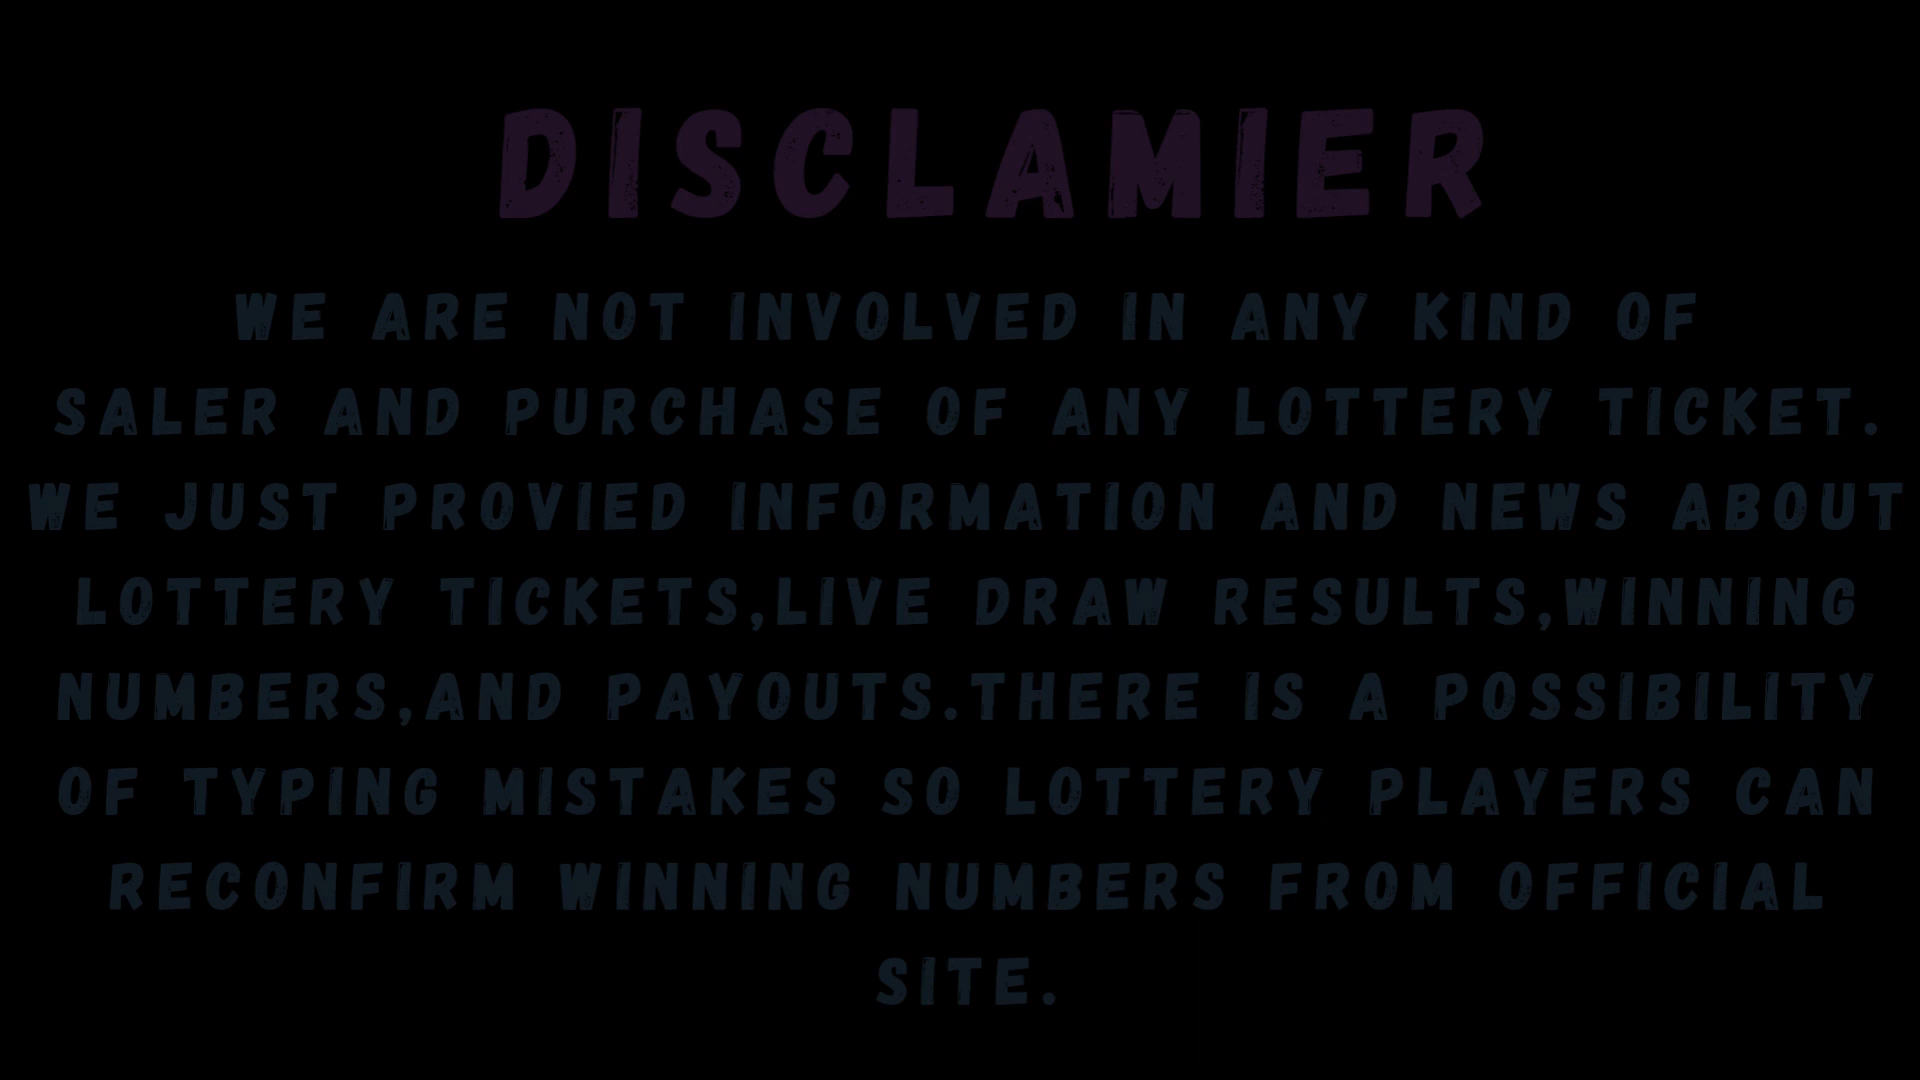 DISCLAMIER
WE ARE NOT INVOLVED IN ANY KIND OF
SALER AND PURCHASE OF ANY LOTTERY TICKET.
WE JUST PROVIED INFORMATION AND NEWS ABOUT
LOTTERY TICKETS,LIVE DRAW RESULTS,WINNING
NUMBERS,AND PAYOUTS.THERE IS A POSSIBILITY
OF TYPING MISTAKES SO LOTTERY PLAYERS CAN
RECONFIRM WINNING NUMBERS FROM OFFICIAL
SITE.